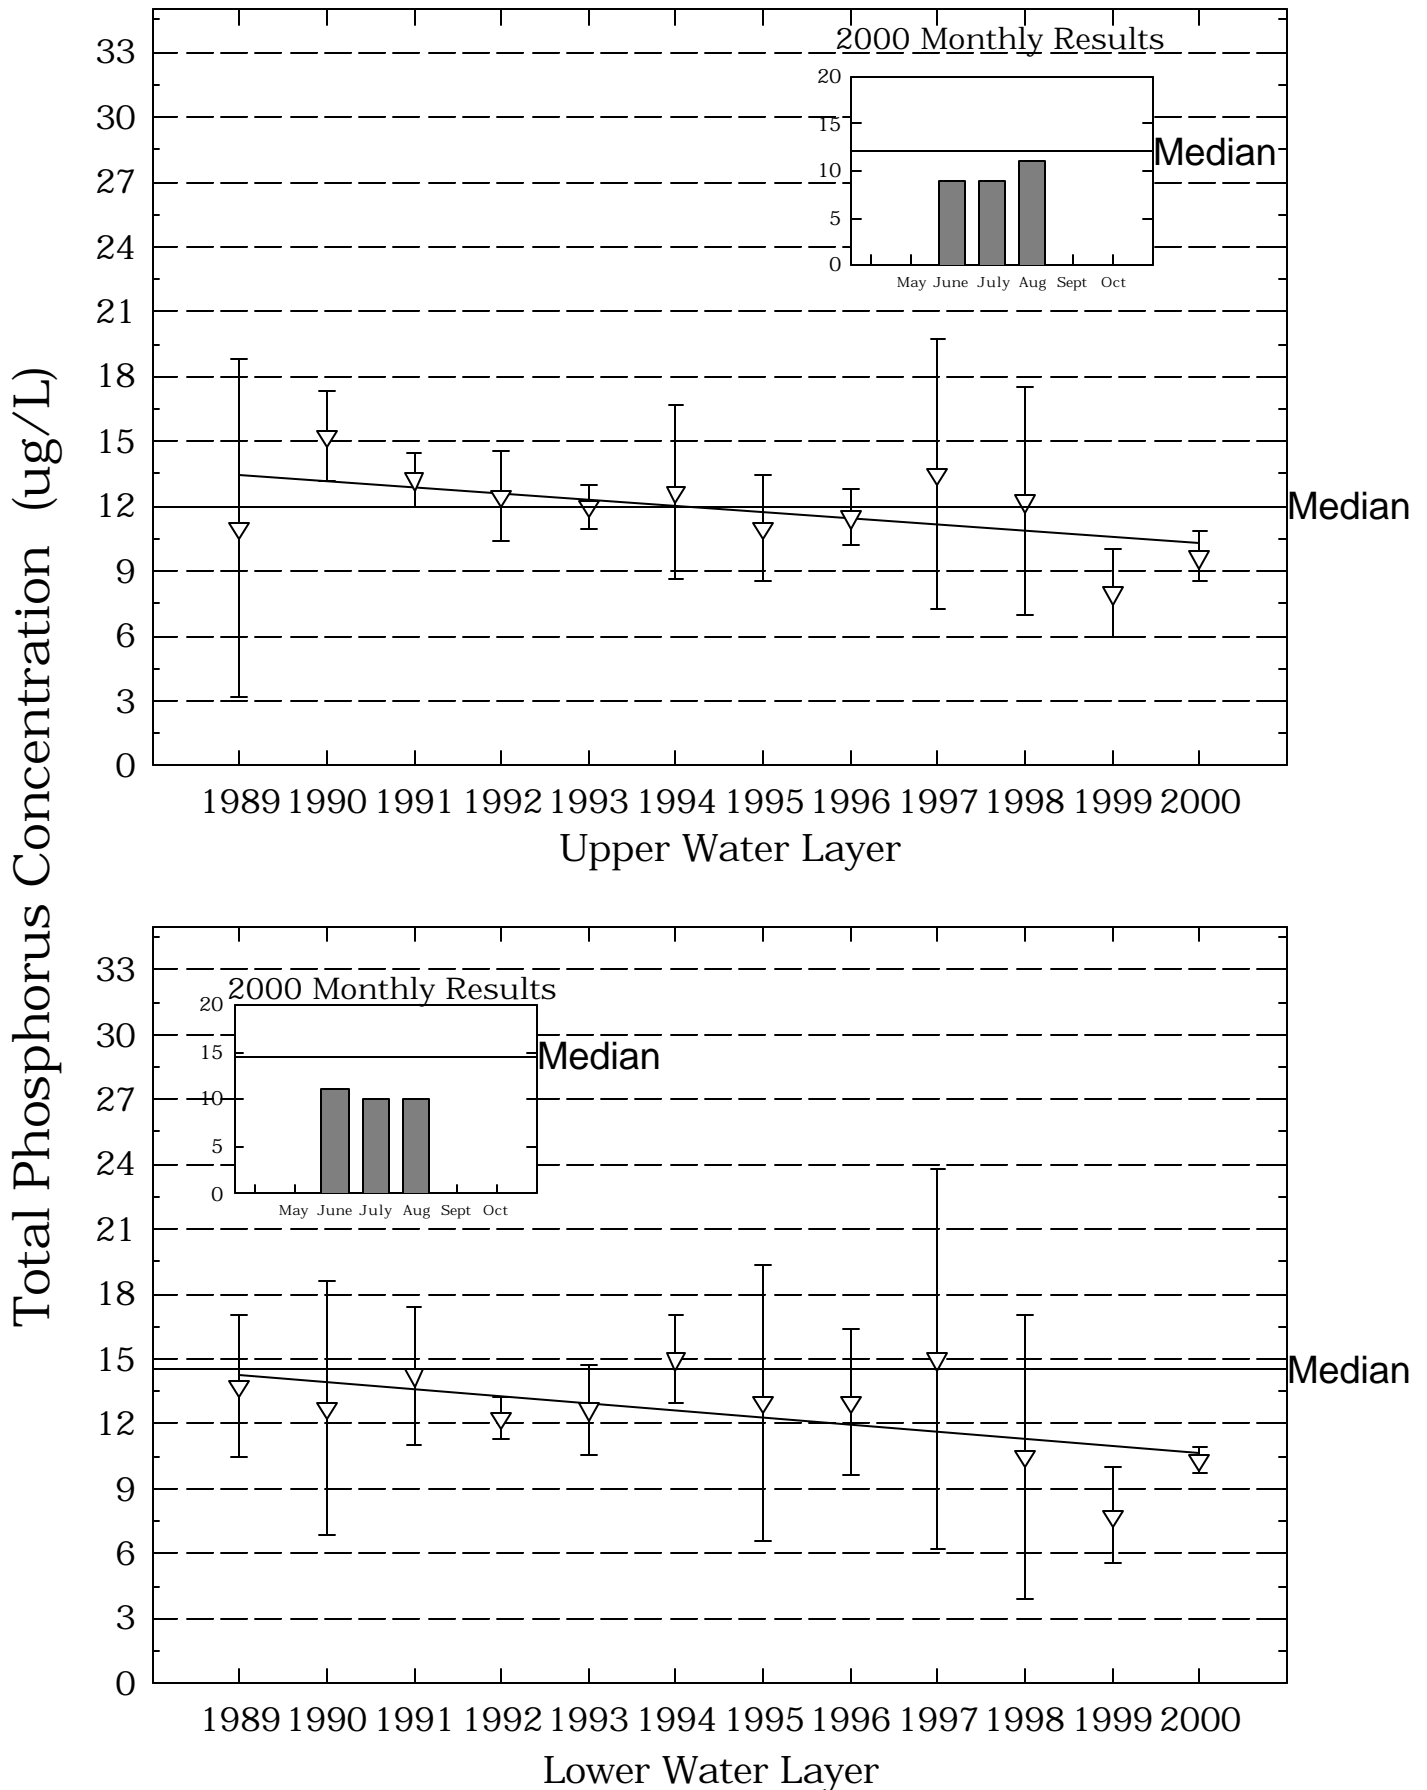 Total Phosphorus Concentration (ug/L)
33
30
27
24
21
18
15
12
9
6
3
0
2000 Monthly Results
20
15
10
5
0
Median
May June July Aug Sept Oct
Median
1989 1990 1991 1992 1993 1994 1995 1996 1997 1998 1999 2000
Upper Water Layer
33
30
27
24
21
18
15
12
9
6
3
0
2000 Monthly Results
20
15
10
5
0
Median
May June July Aug Sept Oct
Median
1989 1990 1991 1992 1993 1994 1995 1996 1997 1998 1999 2000
Lower Water Layer